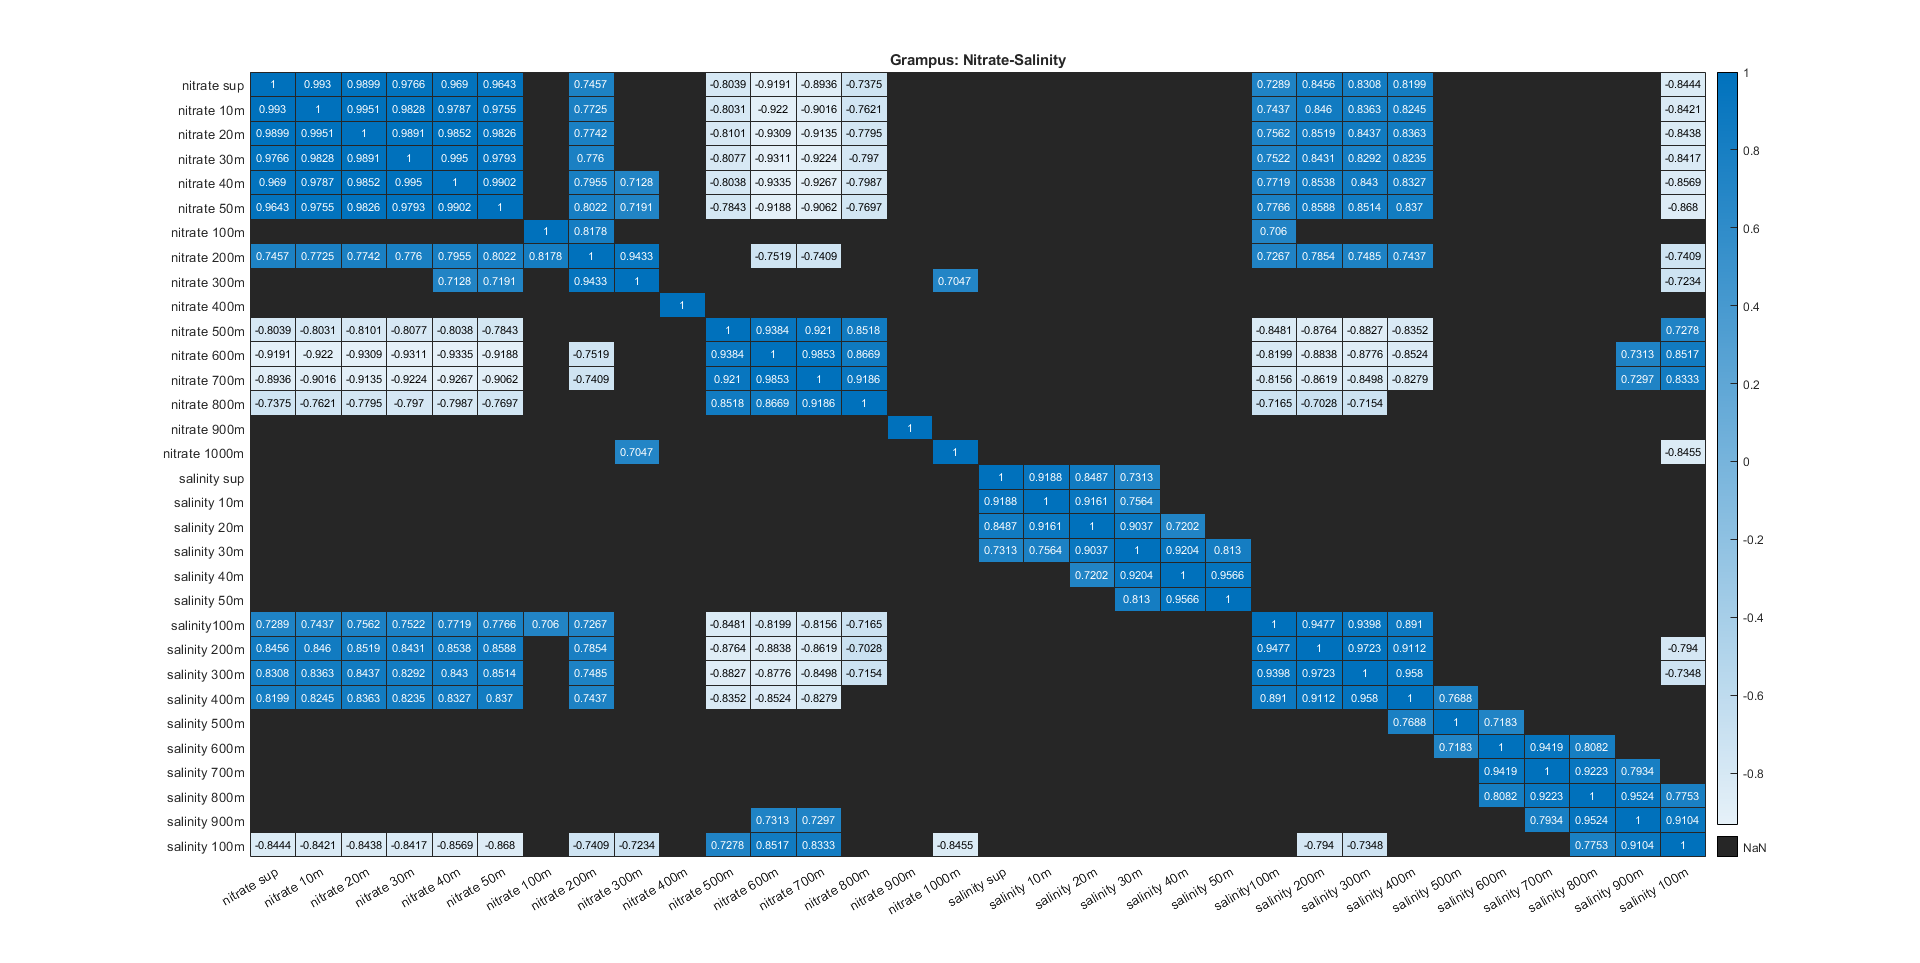 Grampus: Nitrate-Salinity
nitrate sup 1 0.993 0.9899 0.9766 0.969 0.9643 0.7457 -0.8039 -0.9191 -0.8936 -0.7375 0.7289 0.8456 0.8308 0.8199 -0.8444
nitrate 10m 0.993 1 0.9951 0.9828 0.9787 0.9755 0.7725 -0.8031 -0.922 -0.9016 -0.7621 0.7437 0.846 0.8363 0.8245 -0.8421
nitrate 20m 0.9899 0.9951 1 0.9891 0.9852 0.9826 0.7742 -0.8101 -0.9309 -0.9135 -0.7795 0.7562 0.8519 0.8437 0.8363 -0.8438
nitrate 30m 0.9766 0.9828 0.9891 1 0.995 0.9793 0.776 -0.8077 -0.9311 -0.9224 -0.797 0.7522 0.8431 0.8292 0.8235 -0.8417
nitrate 40m 0.969 0.9787 0.9852 0.995 1 0.9902 0.7955 0.7128 -0.8038 -0.9335 -0.9267 -0.7987 0.7719 0.8538 0.843 0.8327 -0.8569
nitrate 50m 0.9643 0.9755 0.9826 0.9793 0.9902 1 0.8022 0.7191 -0.7843 -0.9188 -0.9062 -0.7697 0.7766 0.8588 0.8514 0.837 -0.868
nitrate 100m 1 0.8178 0.706
nitrate 200m 0.7457 0.7725 0.7742 0.776 0.7955 0.8022 0.8178 1 0.9433 -0.7519 -0.7409 0.7267 0.7854 0.7485 0.7437 -0.7409
nitrate 300m 0.7128 0.7191 0.9433 1 0.7047 -0.7234
nitrate 400m 1
nitrate 500m -0.8039 -0.8031 -0.8101 -0.8077 -0.8038 -0.7843 1 0.9384 0.921 0.8518 -0.8481 -0.8764 -0.8827 -0.8352 0.7278
nitrate 600m -0.9191 -0.922 -0.9309 -0.9311 -0.9335 -0.9188 -0.7519 0.9384 1 0.9853 0.8669 -0.8199 -0.8838 -0.8776 -0.8524 0.7313 0.8517
nitrate 700m -0.8936 -0.9016 -0.9135 -0.9224 -0.9267 -0.9062 -0.7409 0.921 0.9853 1 0.9186 -0.8156 -0.8619 -0.8498 -0.8279 0.7297 0.8333
nitrate 800m -0.7375 -0.7621 -0.7795 -0.797 -0.7987 -0.7697 0.8518 0.8669 0.9186 1 -0.7165 -0.7028 -0.7154
nitrate 900m 1
nitrate 1000m 0.7047 1 -0.8455
salinity sup 1 0.9188 0.8487 0.7313
salinity 10m 0.9188 1 0.9161 0.7564
salinity 20m 0.8487 0.9161 1 0.9037 0.7202
salinity 30m 0.7313 0.7564 0.9037 1 0.9204 0.813
salinity 40m 0.7202 0.9204 1 0.9566
salinity 50m 0.813 0.9566 1
salinity100m 0.7289 0.7437 0.7562 0.7522 0.7719 0.7766 0.706 0.7267 -0.8481 -0.8199 -0.8156 -0.7165 1 0.9477 0.9398 0.891
salinity 200m 0.8456 0.846 0.8519 0.8431 0.8538 0.8588 0.7854 -0.8764 -0.8838 -0.8619 -0.7028 0.9477 1 0.9723 0.9112 -0.794
salinity 300m 0.8308 0.8363 0.8437 0.8292 0.843 0.8514 0.7485 -0.8827 -0.8776 -0.8498 -0.7154 0.9398 0.9723 1 0.958 -0.7348
salinity 400m 0.8199 0.8245 0.8363 0.8235 0.8327 0.837 0.7437 -0.8352 -0.8524 -0.8279 0.891 0.9112 0.958 1 0.7688
salinity 500m 0.7688 1 0.7183
salinity 600m 0.7183 1 0.9419 0.8082
salinity 700m 0.9419 1 0.9223 0.7934
salinity 800m 0.8082 0.9223 1 0.9524 0.7753
salinity 900m 0.7313 0.7297 0.7934 0.9524 1 0.9104
salinity 100m -0.8444 -0.8421 -0.8438 -0.8417 -0.8569 -0.868 -0.7409 -0.7234 0.7278 0.8517 0.8333 -0.8455 -0.794 -0.7348 0.7753 0.9104 1
nitrate sup nitrate 10m nitrate 20m nitrate 30m nitrate 40m nitrate 50m nitrate 100m nitrate 200m nitrate 300m nitrate 400m nitrate 500m nitrate 600m nitrate 700m nitrate 800m nitrate 900m nitrate 1000m salinity sup salinity 10m salinity 20m salinity 30m salinity 40m salinity 50m salinity100m salinity 200m salinity 300m salinity 400m salinity 500m salinity 600m salinity 700m salinity 800m salinity 900m salinity 100m
1
0.8
0.6
0.4
0.2
0
-0.2
-0.4
-0.6
-0.8
NaN